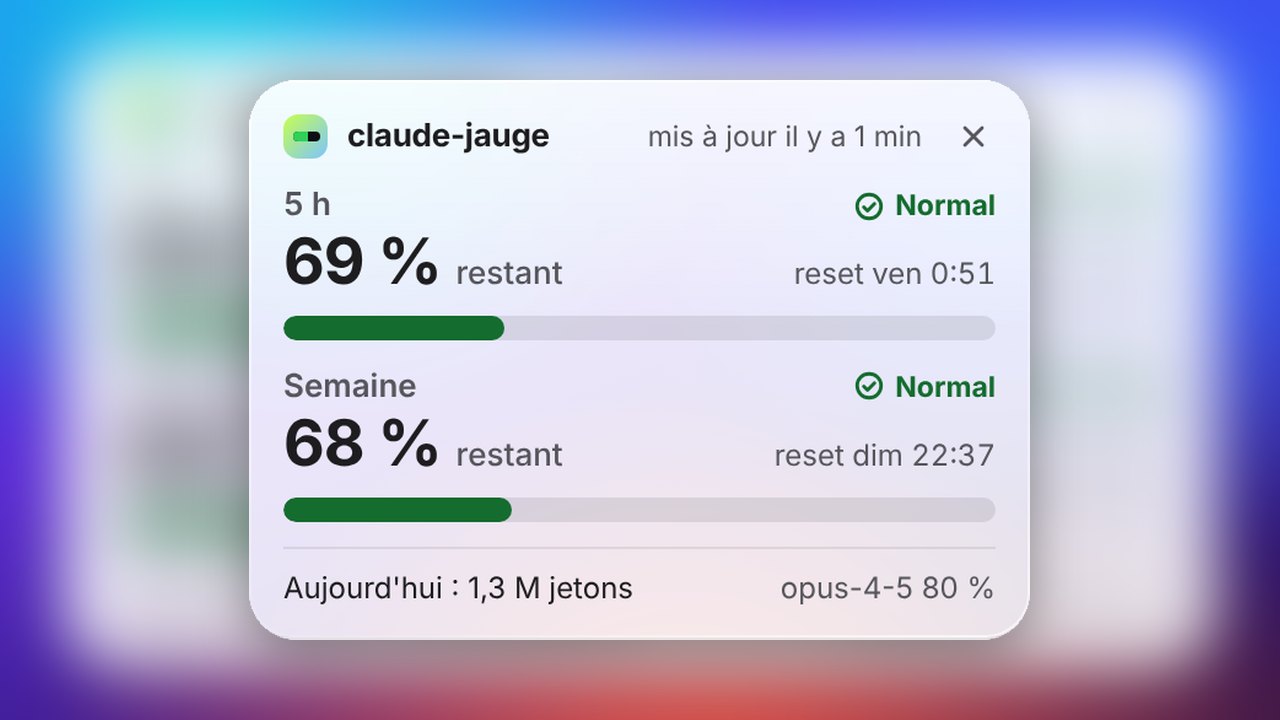 claude-jauge mis à jour il y a 1 min
5 h Normal
69 % restant reset ven 0:51
Semaine Normal
68 % restant reset dim 22:37
Aujourd'hui : 1,3 M jetons opus-4-5 80 %